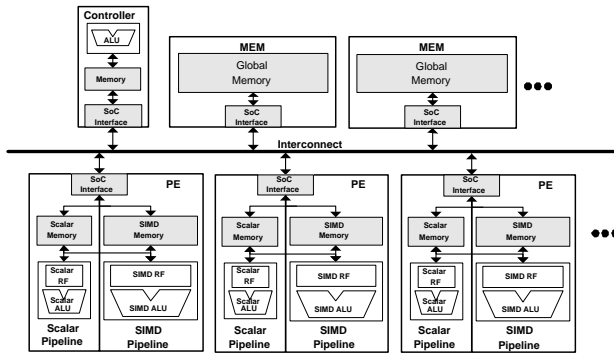 Controller
ALU
Memory
SoC
Interface
MEM
Global
Memory
SoC
Interface
MEM
Global
Memory
SoC
Interface
Interconnect
SoC
Interface
PE
Scalar
Memory
SIMD
Memory
Scalar
RF
Scalar
ALU
SIMD RF
SIMD ALU
Scalar
Pipeline
SIMD
Pipeline
SoC
Interface
PE
Scalar
Memory
SIMD
Memory
Scalar
RF
Scalar
ALU
SIMD RF
SIMD ALU
Scalar
Pipeline
SIMD
Pipeline
SoC
Interface
PE
Scalar
Memory
SIMD
Memory
Scalar
RF
Scalar
ALU
SIMD RF
SIMD ALU
Scalar
Pipeline
SIMD
Pipeline